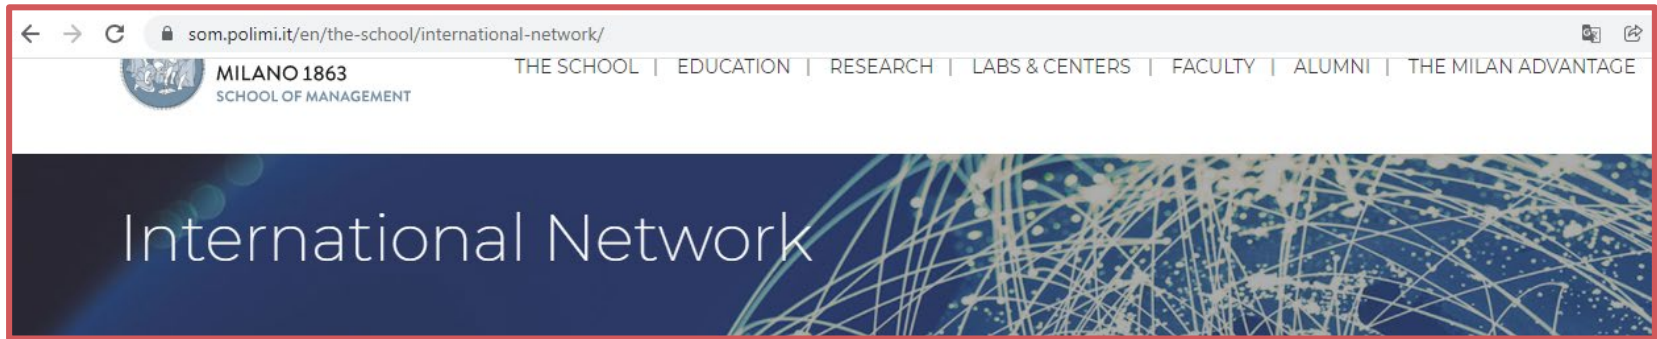 som.polimi.it/en/the-school/international-network/
MILANO 1863
SCHOOL OF MANAGEMENT
THE SCHOOL | EDUCATION | RESEARCH | LABS & CENTERS | FACULTY | ALUMNI | THE MILAN ADVANTAGE
International Network